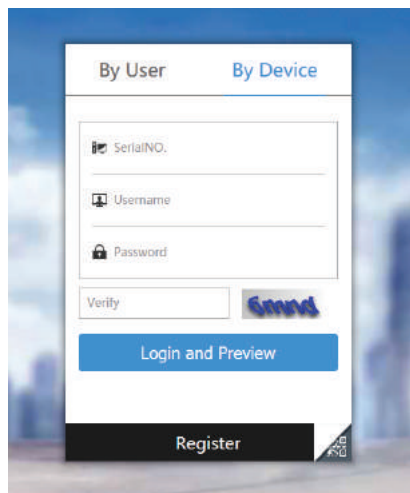 By User By Device
SerialNO.
Username
Password
Verify 6mnd
Login and Preview
Register